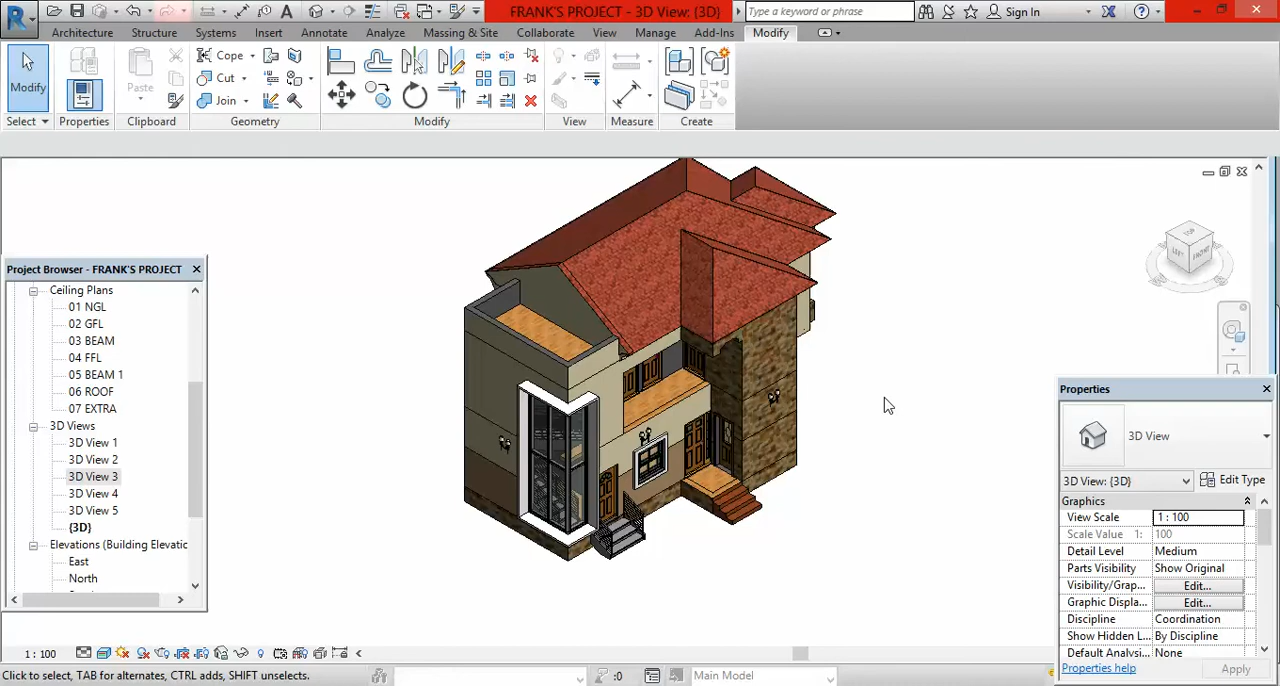 FRANK'S PROJECT - 3D View: {3D}
Type a keyword or phrase
Sign In
Architecture Structure Systems Insert Annotate Analyze Massing & Site Collaborate View Manage Add-Ins Modify
Modify
Paste
Cope
Cut
Join
Select Properties Clipboard Geometry Modify View Measure Create
Project Browser - FRANK'S PROJECT
Ceiling Plans
01 NGL
02 GFL
03 BEAM
04 FFL
05 BEAM 1
06 ROOF
07 EXTRA
3D Views
3D View 1
3D View 2
3D View 3
3D View 4
3D View 5
{3D}
Elevations (Building Elevatic
East
North
TOP
LEFT FRONT
Properties
3D View
3D View: {3D}
Edit Type
Graphics
View Scale 1 : 100
Scale Value 1: 100
Detail Level Medium
Parts Visibility Show Original
Visibility/Grap... Edit...
Graphic Displa... Edit...
Discipline Coordination
Show Hidden L... By Discipline
Default Analysi... None
Properties help
Apply
1 : 100
Click to select, TAB for alternates, CTRL adds, SHIFT unselects.
:0
Main Model